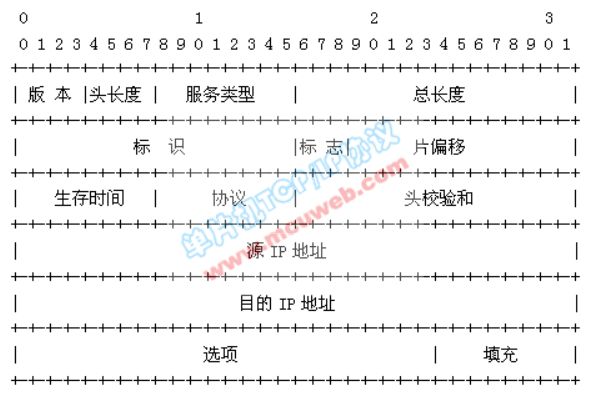 0                   1                   2                   3
0 1 2 3 4 5 6 7 8 9 0 1 2 3 4 5 6 7 8 9 0 1 2 3 4 5 6 7 8 9 0 1
+-+-+-+-+-+-+-+-+-+-+-+-+-+-+-+-+-+-+-+-+-+-+-+-+-+-+-+-+-+-+-+-+
|版 本|头长度| 服务类型 | 总长度 |
+-+-+-+-+-+-+-+-+-+-+-+-+-+-+-+-+-+-+-+-+-+-+-+-+-+-+-+-+-+-+-+-+
| 标 识 |标 志| 片偏移 |
+-+-+-+-+-+-+-+-+-+-+-+-+-+-+-+-+-+-+-+-+-+-+-+-+-+-+-+-+-+-+-+-+
| 生存时间 | 协议 | 头校验和 |
+-+-+-+-+-+-+-+-+-+-+-+-+-+-+-+-+-+-+-+-+-+-+-+-+-+-+-+-+-+-+-+-+
| 源 IP 地址 |
+-+-+-+-+-+-+-+-+-+-+-+-+-+-+-+-+-+-+-+-+-+-+-+-+-+-+-+-+-+-+-+-+
| 目的 IP 地址 |
+-+-+-+-+-+-+-+-+-+-+-+-+-+-+-+-+-+-+-+-+-+-+-+-+-+-+-+-+-+-+-+-+
| 选项 | 填充 |
+-+-+-+-+-+-+-+-+-+-+-+-+-+-+-+-+-+-+-+-+-+-+-+-+-+-+-+-+-+-+-+-+
单片机TCP/IP协议
www.mcuweb.com